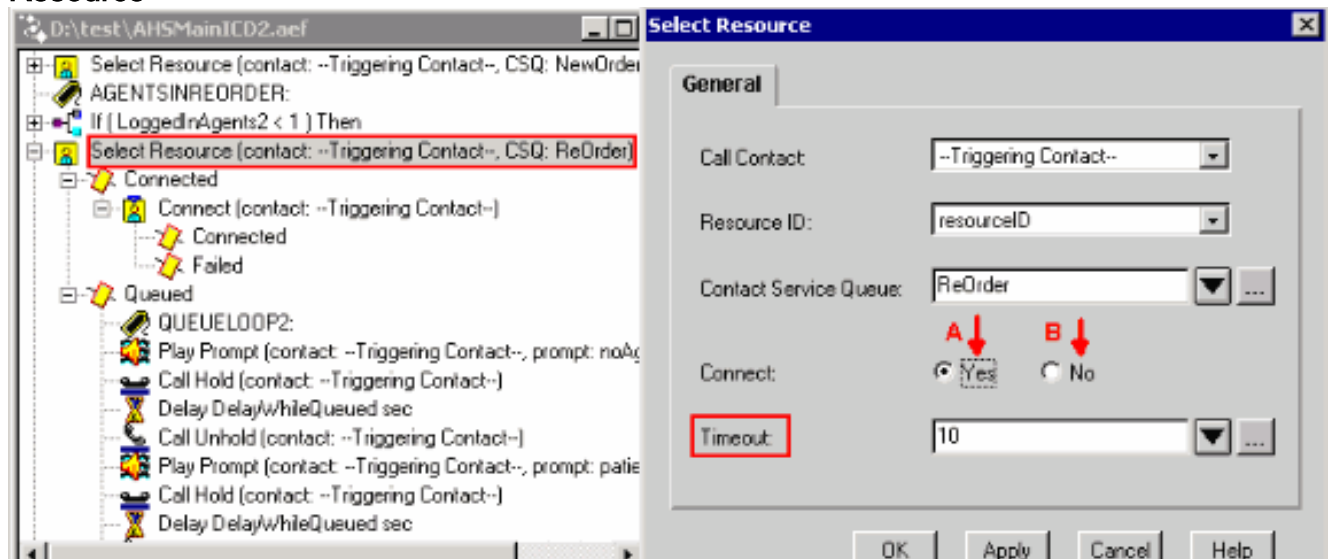 Resource
D:\test\AHSMainICD2.aef
Select Resource (contact: --Triggering Contact--, CSQ: NewOrder
AGENTSINREORDER:
If ( LoggedInAgents2 < 1 ) Then
Select Resource (contact: --Triggering Contact--, CSQ: ReOrder)
Connected
Connect (contact: --Triggering Contact--)
Connected
Failed
Queued
QUEUELOOP2:
Play Prompt (contact: --Triggering Contact--, prompt: noAg
Call Hold (contact: --Triggering Contact--)
Delay DelayWhileQueued sec
Call Unhold (contact: --Triggering Contact--)
Play Prompt (contact: --Triggering Contact--, prompt: patie
Call Hold (contact: --Triggering Contact--)
Delay DelayWhileQueued sec
Select Resource
General
Call Contact: --Triggering Contact--
Resource ID: resourceID
Contact Service Queue: ReOrder ...
A B
Connect: Yes No
Timeout: 10 ...
OK Apply Cancel Help